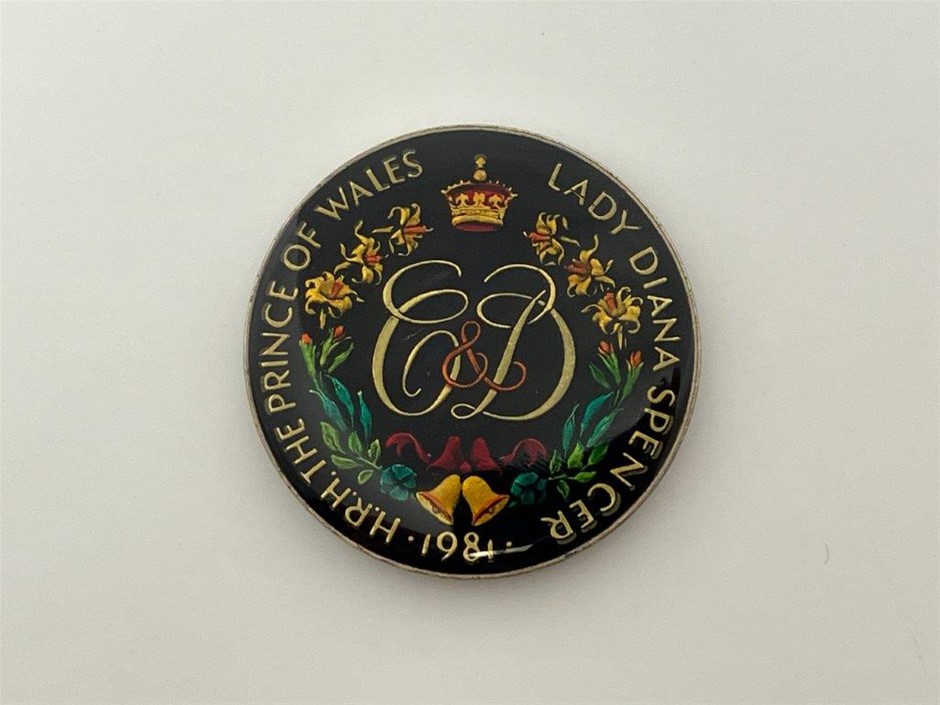 H.R.H. THE PRINCE OF WALES
LADY DIANA SPENCER
· 1981 ·
C & D